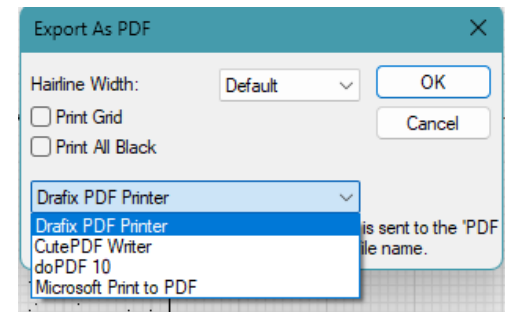 Export As PDF
Hairline Width:
Default
OK
Print Grid
Cancel
Print All Black
Drafix PDF Printer
Drafix PDF Printer
is sent to the "PDF
CutePDF Writer
ile name.
doPDF 10
Microsoft Print to PDF